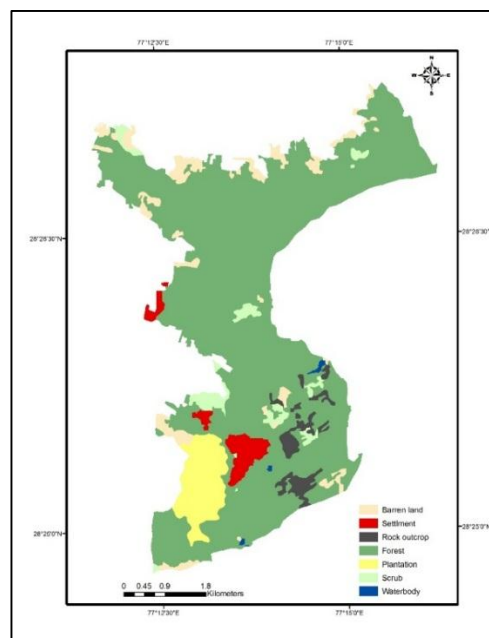 77°12'30"E 77°15'0"E
N
W E
S
28°28'30"N 28°28'30"N
Barren land
Settlment
Rock outcrop
Forest
Plantation
Scrub
Waterbody
28°20'0"N 28°25'0"N
0 0.45 0.9 1.8
Kilometers
77°12'30"E 77°15'0"E